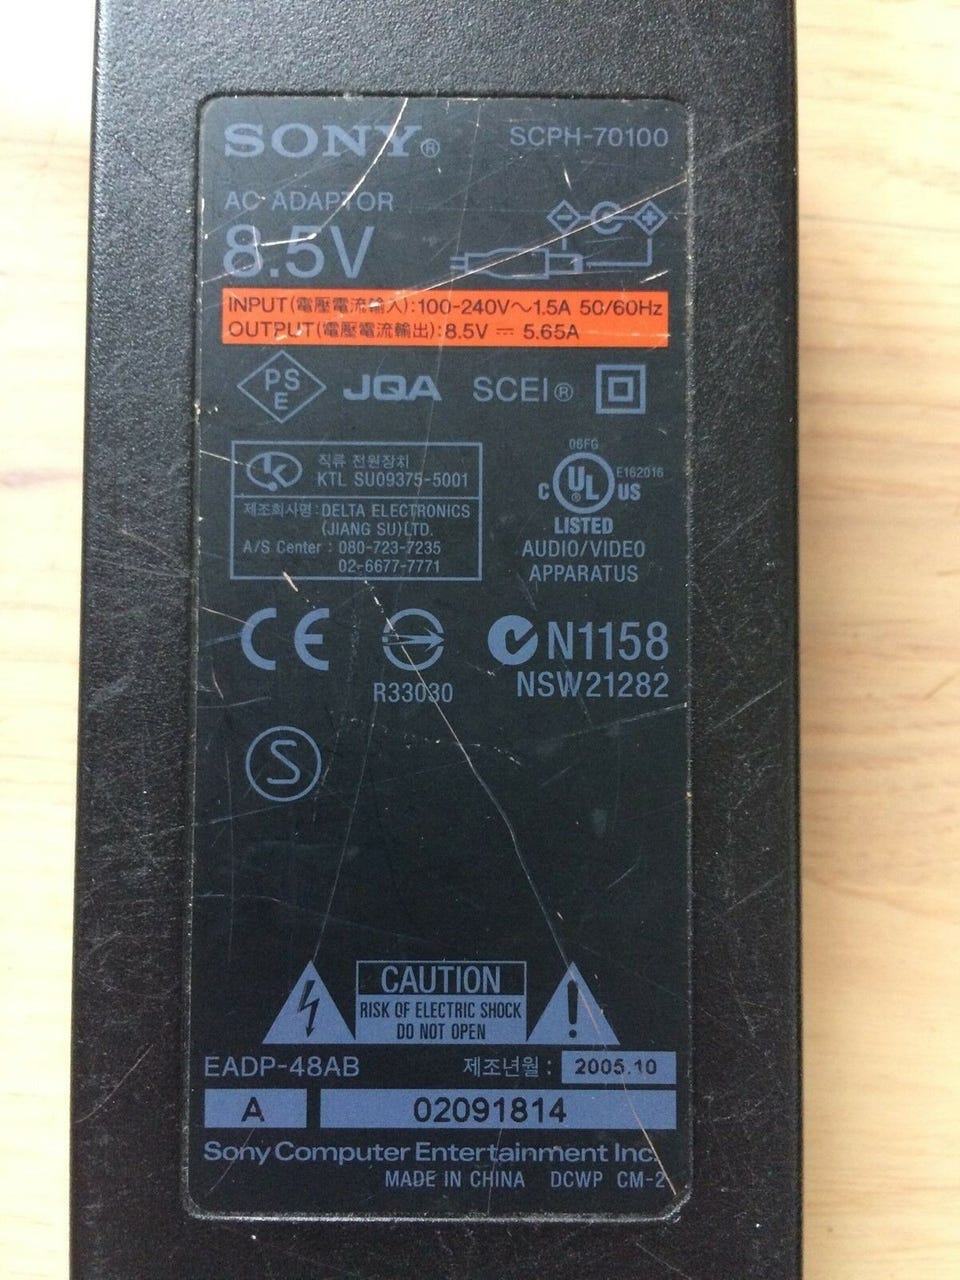 SONY®
SCPH-70100
AC ADAPTOR
8.5V
INPUT(電壓電流輸入):100-240V～1.5A 50/60Hz
OUTPUT(電壓電流輸出):8.5V ⎓ 5.65A
PS
E
JQA
SCEI®
직류 전원장치
KTL SU09375-5001
제조회사명:DELTA ELECTRONICS
(JIANG SU)LTD.
A/S Center : 080-723-7235
02-6677-7771
06FG
C UL® US
E162016
LISTED
AUDIO/VIDEO
APPARATUS
CE
R33030
N1158
NSW21282
S
CAUTION
RISK OF ELECTRIC SHOCK
DO NOT OPEN
EADP-48AB
제조년월 : 2005.10
A
02091814
Sony Computer Entertainment Inc.
MADE IN CHINA DCWP CM-2